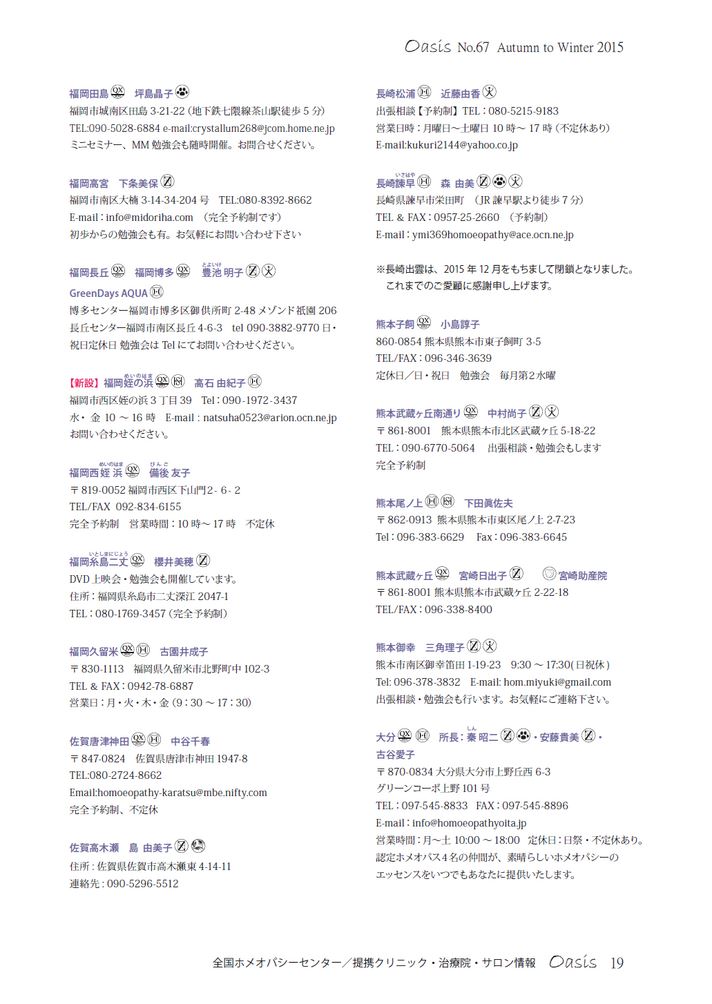 Oasis No.67 Autumn to Winter 2015
福岡田島 QX 坪島晶子
福岡市城南区田島 3-21-22（地下鉄七隈線茶山駅徒歩 5 分）
TEL:090-5028-6884 e-mail:crystallum268@jcom.home.ne.jp
ミニセミナー、MM 勉強会も随時開催。お問合せください。
福岡高宮 下条美保 Z
福岡市南区大楠 3-14-34-204 号 TEL:080-8392-8662
E-mail：info@midoriha.com （完全予約制です）
初歩からの勉強会も有。お気軽にお問い合わせ下さい
とよいけ
福岡長丘 QX 福岡博多 QX 豊池 明子 Z
GreenDays AQUA H
博多センター福岡市博多区御供所町 2-48 メゾンド祇園 206
長丘センター福岡市南区長丘 4-6-3 tel 090-3882-9770 日・
祝日定休日 勉強会は Tel にてお問い合せください。
めいのはま
【新設】福岡姪の浜 QX 高石 由紀子 H
福岡市西区姪の浜 3 丁目 39 Tel：090-1972-3437
水・ 金 10 ～ 16 時 E-mail : natsuha0523@arion.ocn.ne.jp
お問い合わせください。
めいのはま びんご
福岡西姪 浜 QX 備後 友子
〒 819-0052 福岡市西区下山門 2 - 6 - 2
TEL/FAX 092-834-6155
完全予約制 営業時間：10 時～ 17 時 不定休
いとしまにじょう
福岡糸島二丈 QX 櫻井美穂 Z
DVD 上映会・勉強会も開催しています。
住所：福岡県糸島市二丈深江 2047-1
TEL：080-1769-3457（完全予約制）
福岡久留米 QX H 古園井成子
〒 830-1113 福岡県久留米市北野町中 102-3
TEL & FAX：0942-78-6887
営業日：月・火・木・金（9：30 ～ 17：30）
佐賀唐津神田 QX H 中谷千春
〒 847-0824 佐賀県唐津市神田 1947-8
TEL:080-2724-8662
Email:homoeopathy-karatsu@mbe.nifty.com
完全予約制、不定休
佐賀高木瀬 島 由美子 Z
住所 : 佐賀県佐賀市高木瀬東 4-14-11
連絡先 : 090-5296-5512
長崎松浦 H 近藤由香
出張相談【予約制】TEL：080-5215-9183
営業日時：月曜日～土曜日 10 時～ 17 時（不定休あり）
E-mail:kukuri2144@yahoo.co.jp
いさはや
長崎諫早 H 森 由美 Z
長崎県諫早市栄田町 （JR 諫早駅より徒歩 7 分）
TEL & FAX：0957-25-2660 （予約制）
E-mail：ymi369homoeopathy@ace.ocn.ne.jp
※長崎出雲は、2015 年 12 月をもちまして閉鎖となりました。
これまでのご愛顧に感謝申し上げます。
熊本子飼 QX 小島諄子
860-0854 熊本県熊本市東子飼町 3-5
TEL/FAX：096-346-3639
定休日／日・祝日 勉強会 毎月第 2 水曜
熊本武蔵ヶ丘南通り QX 中村尚子 Z
〒 861-8001 熊本県熊本市北区武蔵ヶ丘 5-18-22
TEL：090-6770-5064 出張相談・勉強会もします
完全予約制
熊本尾ノ上 H 下田眞佐夫
〒 862-0913 熊本県熊本市東区尾ノ上 2-7-23
Tel：096-383-6629 Fax：096-383-6645
熊本武蔵ヶ丘 QX 宮﨑日出子 Z 宮﨑助産院
〒 861-8001 熊本県熊本市武蔵ヶ丘 2-22-18
TEL/FAX：096-338-8400
熊本御幸 三角理子 Z
熊本市南区御幸笛田 1-19-23 9:30 ～ 17:30( 日祝休 )
Tel: 096-378-3832 E-mail: hom.miyuki@gmail.com
出張相談・勉強会も行います。お気軽にご連絡下さい。
しん
大分 QX H 所長：秦 昭二 Z ・安藤貴美 Z ・
古谷愛子
〒 870-0834 大分県大分市上野丘西 6-3
グリーンコーポ上野 101 号
TEL：097-545-8833 FAX：097-545-8896
E-mail：info@homoeopathyoita.jp
営業時間：月～土 10:00 ～ 18:00 定休日：日祭・不定休あり。
認定ホメオパス 4 名の仲間が、素晴らしいホメオパシーの
エッセンスをいつでもあなたに提供いたします。
全国ホメオパシーセンター／提携クリニック・治療院・サロン情報 Oasis 19